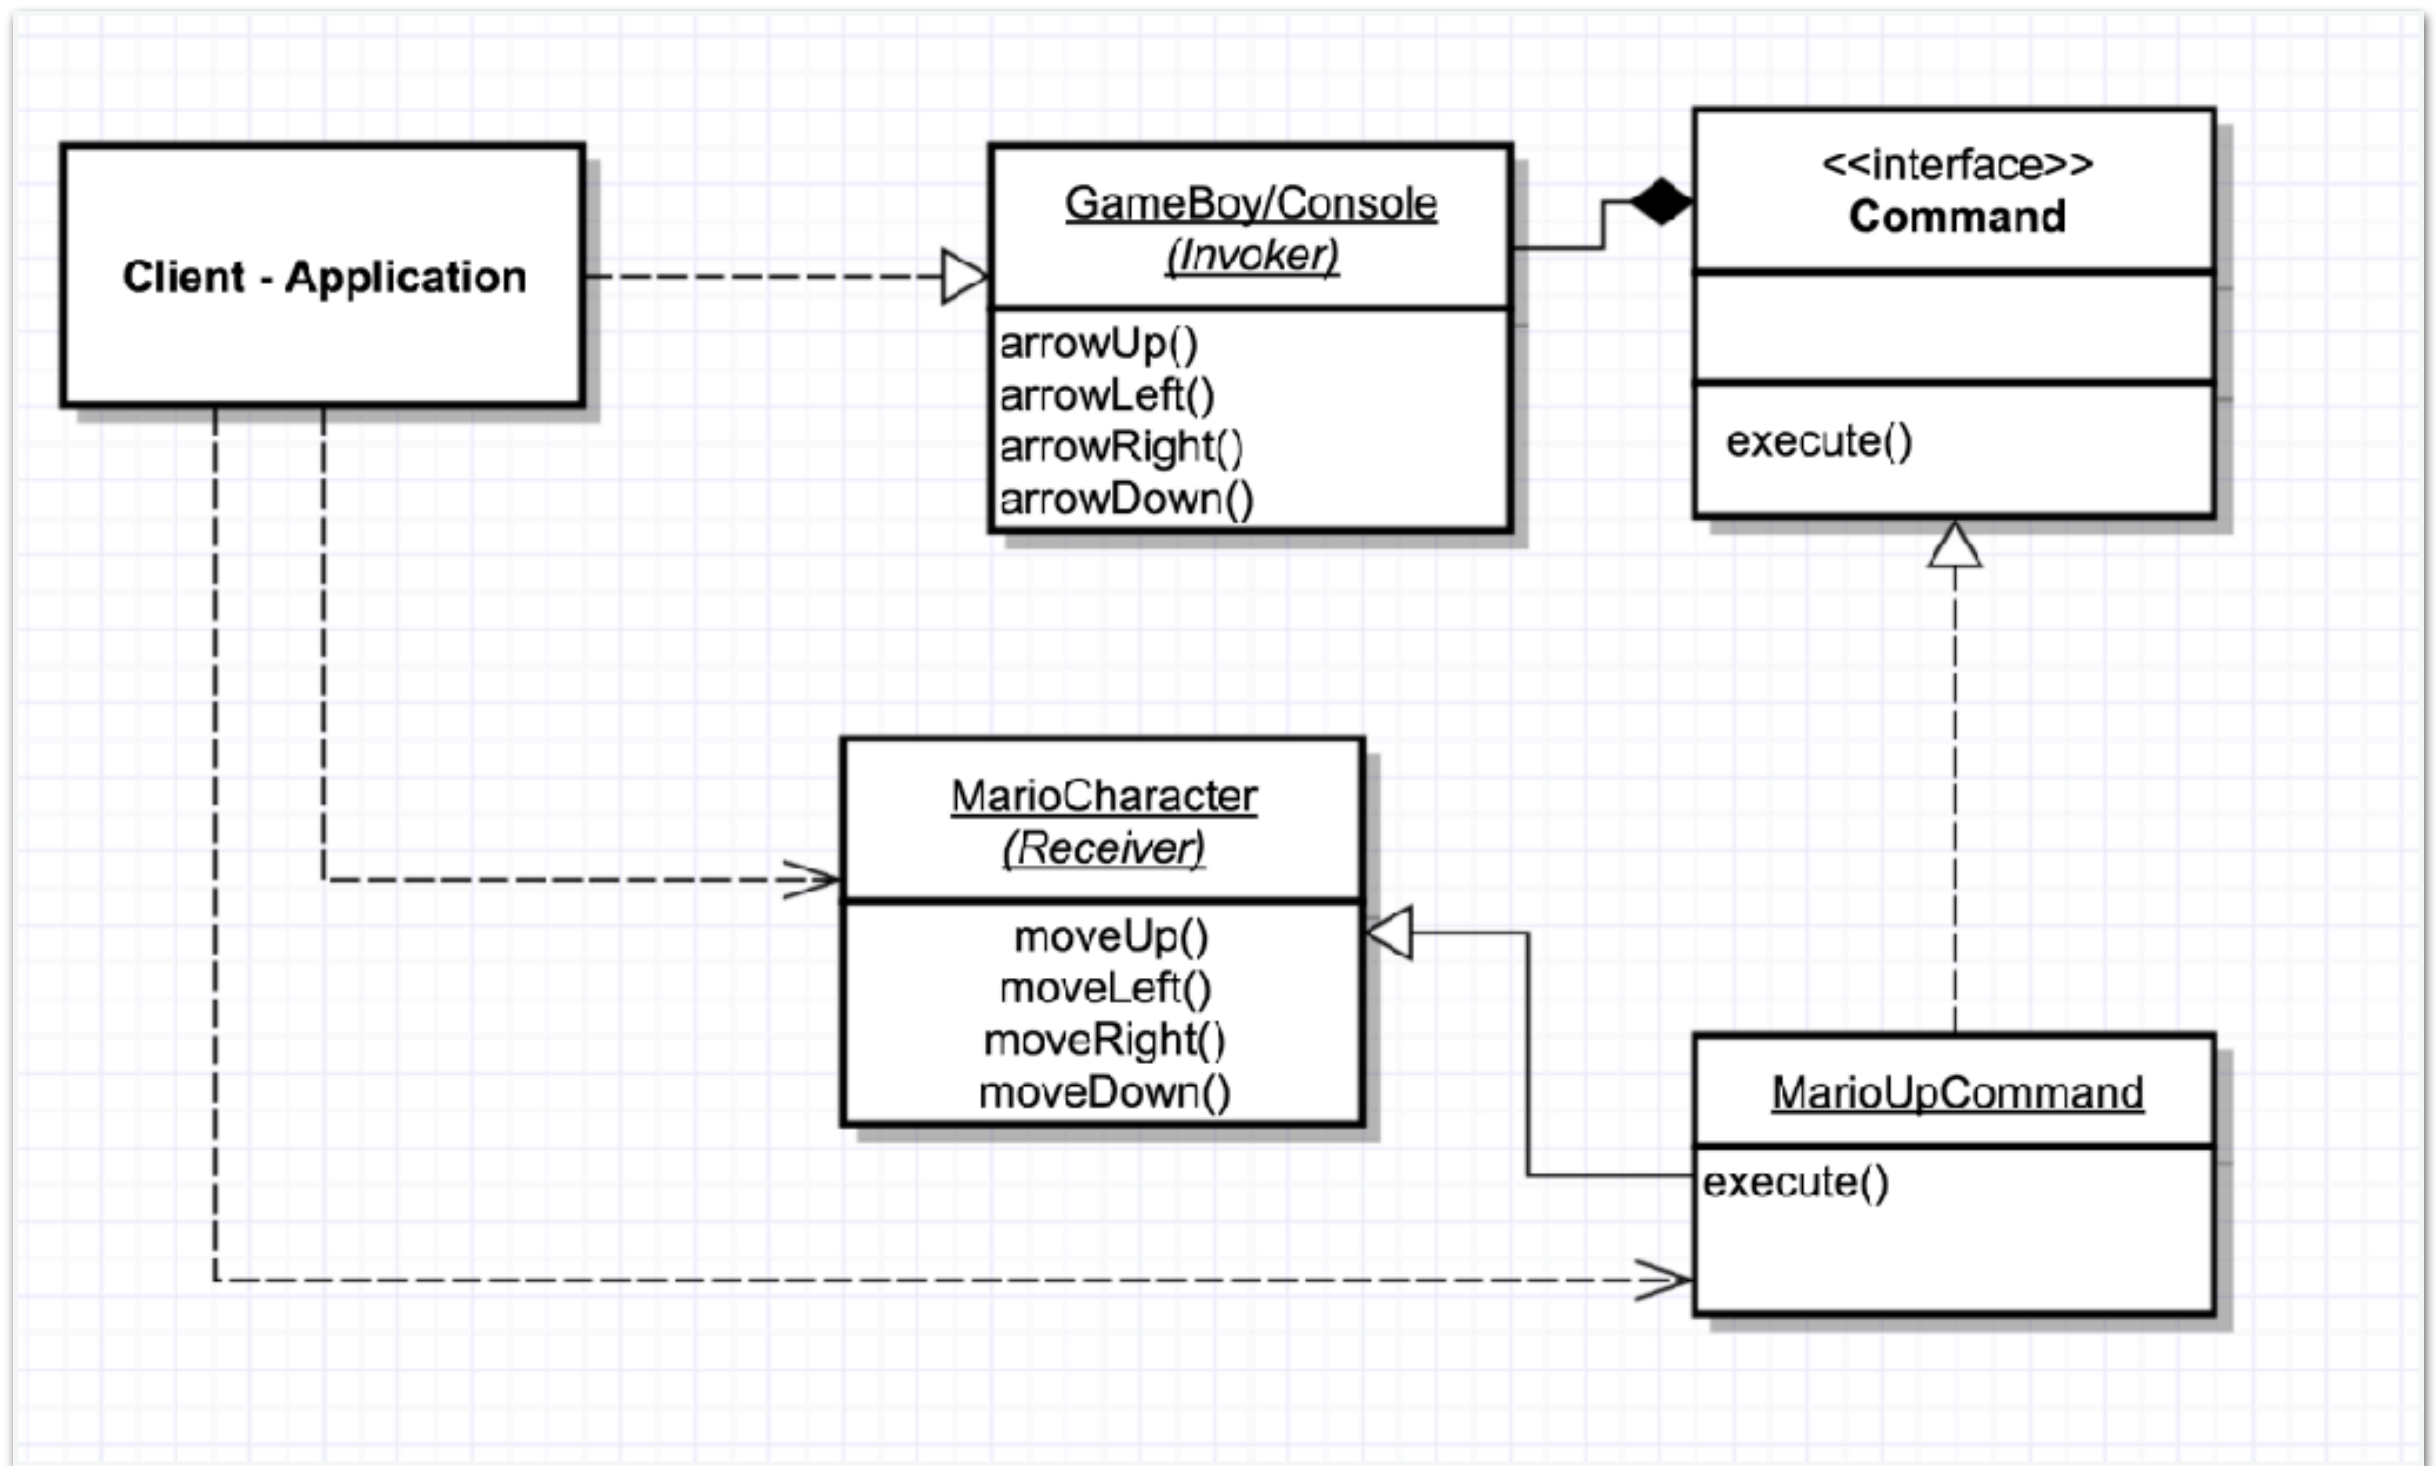 Client - Application
GameBoy/Console
(Invoker)
arrowUp()
arrowLeft()
arrowRight()
arrowDown()
<<interface>>
Command
execute()
MarioCharacter
(Receiver)
moveUp()
moveLeft()
moveRight()
moveDown()
MarioUpCommand
execute()